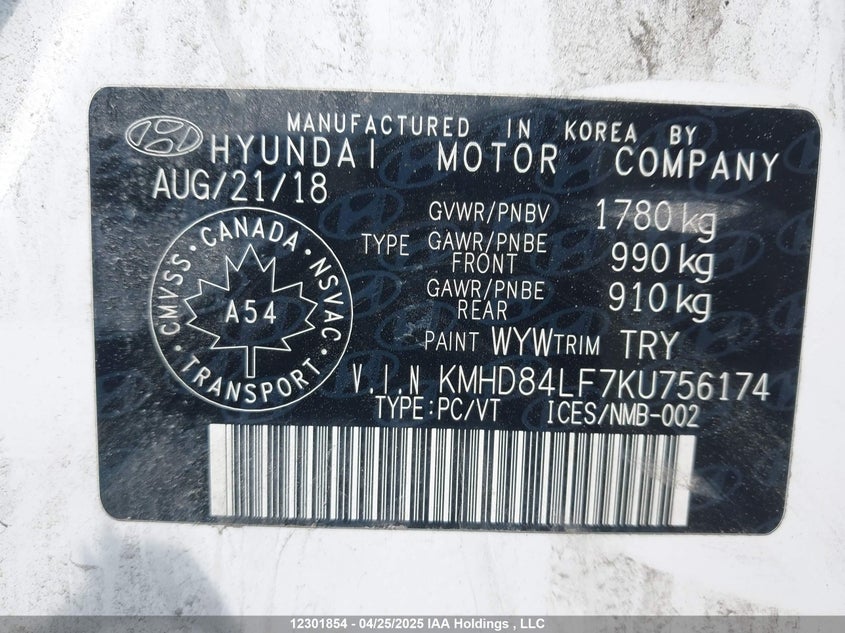 MANUFACTURED IN KOREA BY
HYUNDAI MOTOR COMPANY
AUG/21/18
GVWR/PNBV 1780 kg
TYPE GAWR/PNBE FRONT 990 kg
GAWR/PNBE REAR 910 kg
PAINT WYW TRIM TRY
V.I.N KMHD84LF7KU756174
TYPE:PC/VT ICES/NMB-002
CMVSS · CANADA · NSVAC · TRANSPORT ·
A54
12301854 - 04/25/2025 IAA Holdings , LLC